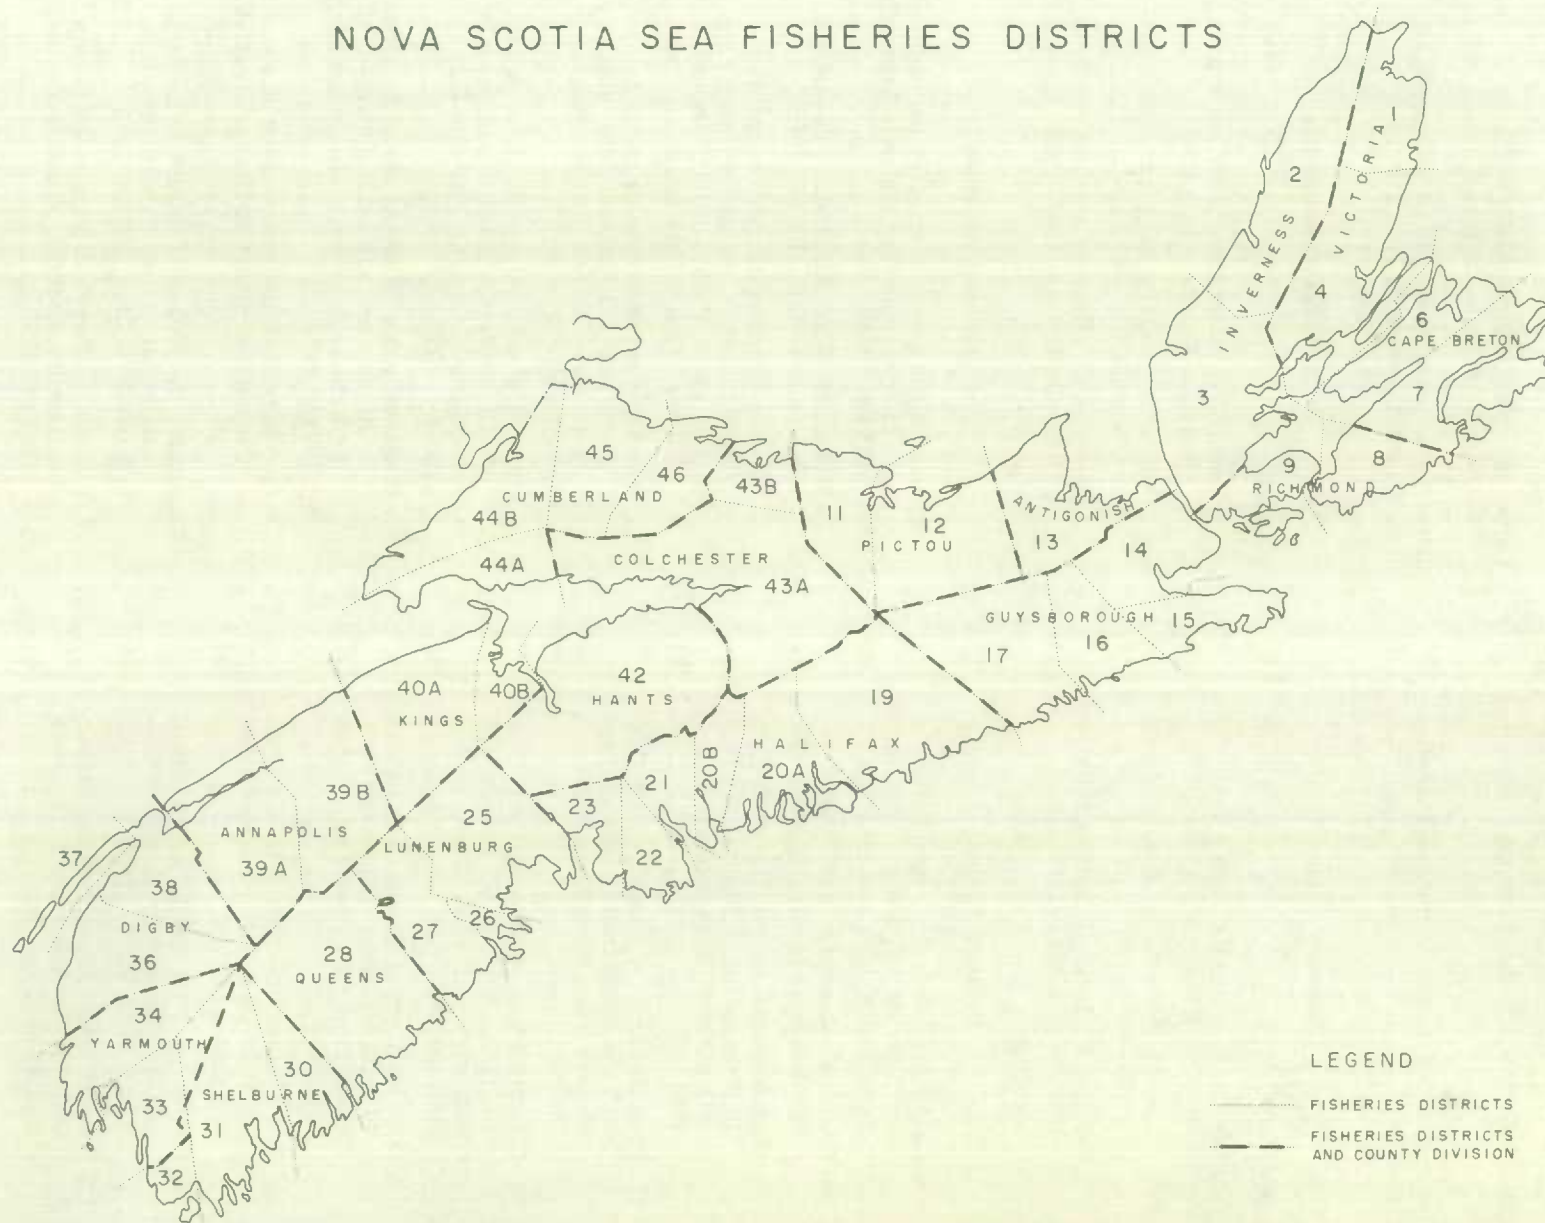 NOVA SCOTIA SEA FISHERIES DISTRICTS
1
2
VICTORIA
INVERNESS
4
6
CAPE BRETON
3
7
8
9
RICHMOND
45
46
43B
CUMBERLAND
44B
44A
11
12
PICTOU
ANTIGONISH
13
14
COLCHESTER
43A
GUYSBOROUGH
15
16
17
40A
40B
KINGS
42
HANTS
19
HALIFAX
20A
20B
21
23
22
39B
25
LUNENBURG
ANNAPOLIS
39A
37
38
DIGBY
36
26
27
28
QUEENS
34
YARMOUTH
30
SHELBURNE
33
31
32
LEGEND
FISHERIES DISTRICTS
FISHERIES DISTRICTS
AND COUNTY DIVISION